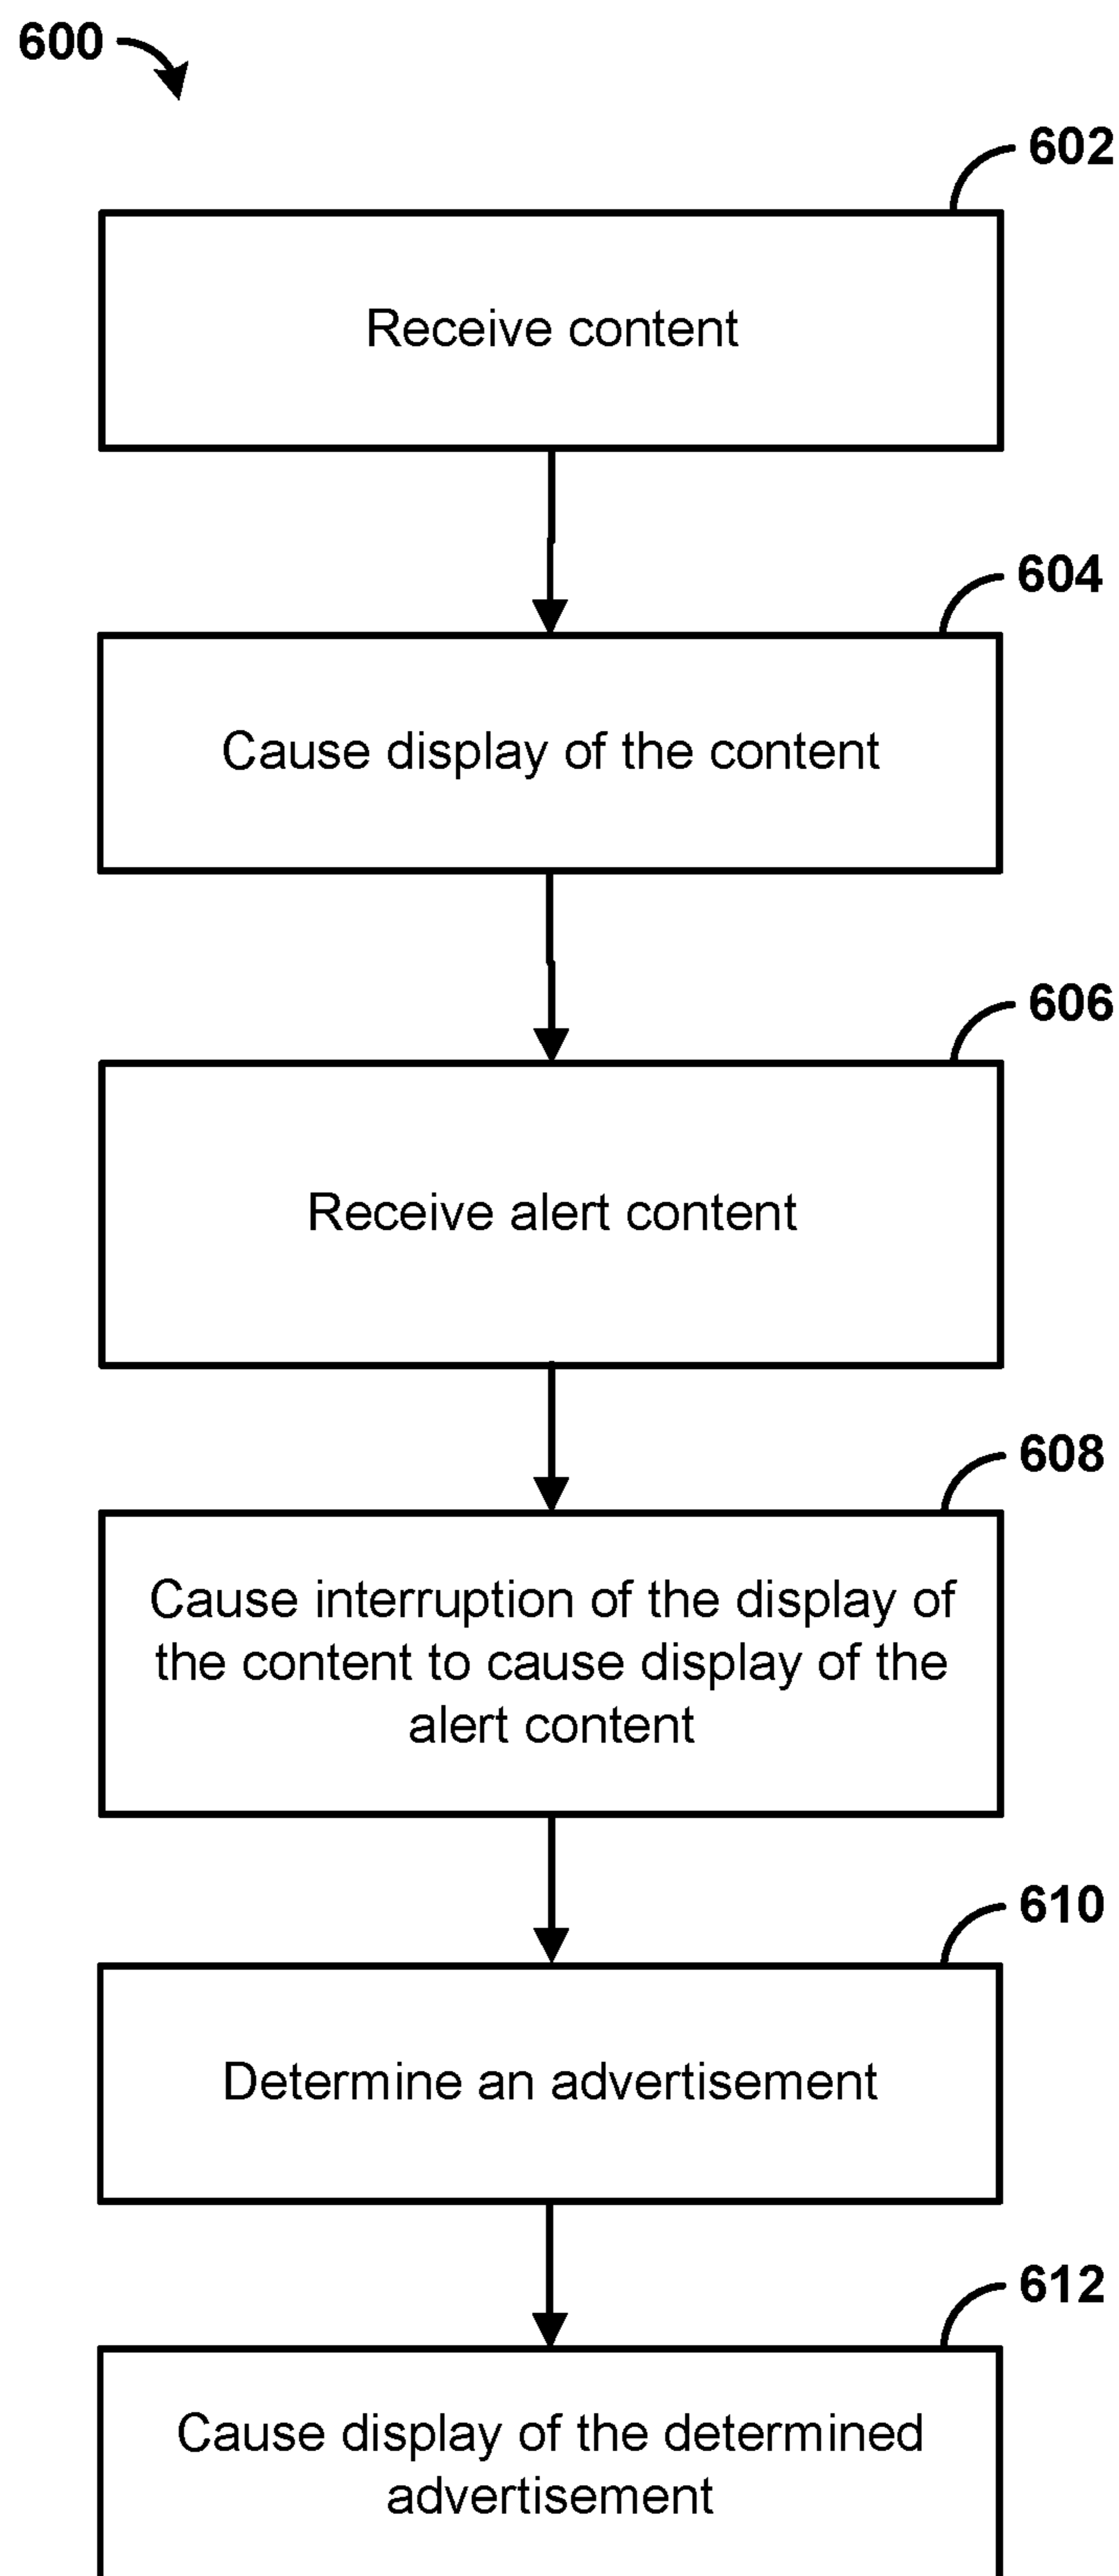 600
602
Receive content
604
Cause display of the content
606
Receive alert content
608
Cause interruption of the display of
the content to cause display of the
alert content
610
Determine an advertisement
612
Cause display of the determined
advertisement